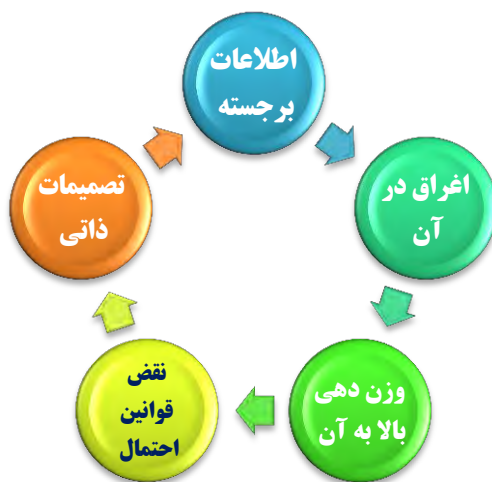 اطلاعات
برجسته
اغراق در
آن
وزن دهی
بالا به آن
نقض
قوانین
احتمال
تصمیمات
ذاتی